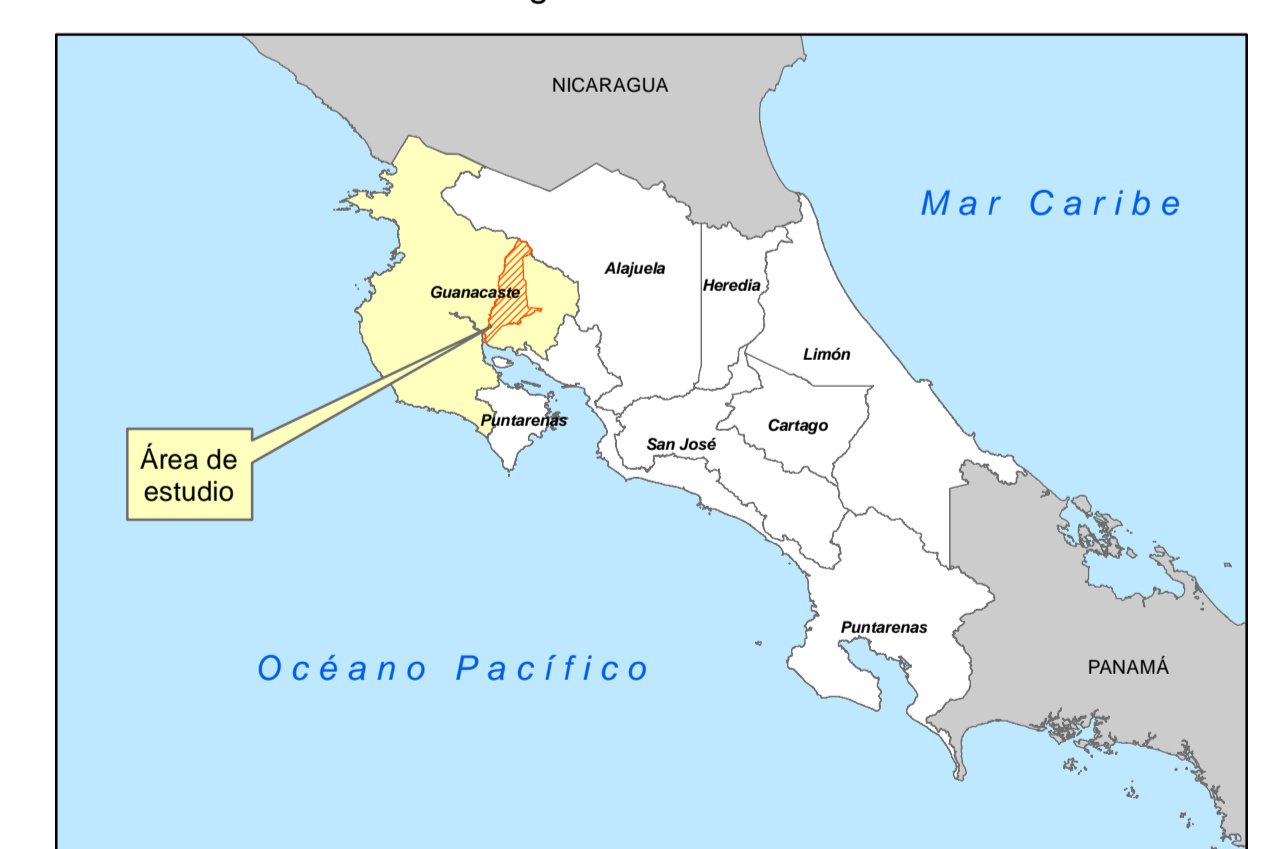 NICARAGUA
Mar Caribe
Alajuela
Heredia
Guanacaste
Limón
Puntarenas
Cartago
San José
Área de
estudio
Puntarenas
Océano Pacífico
PANAMÁ